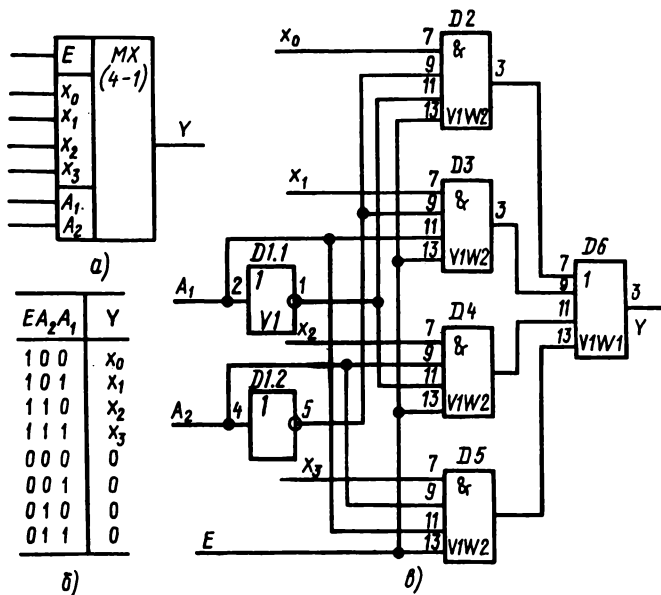 E
MX
(4-1)
x₀
x₁
x₂
x₃
A₁.
A₂
Y
а)
E A₂ A₁ Y
1 0 0 x₀
1 0 1 x₁
1 1 0 x₂
1 1 1 x₃
0 0 0 0
0 0 1 0
0 1 0 0
0 1 1 0
б)
D2
x₀
7
&
3
9
11
13
V1W2
D3
x₁
7
&
3
9
11
13
V1W2
D6
7
1
3
9
Y
11
13
V1W1
D1.1
A₁
2
1
1
V1
D4
x₂
7
&
9
11
13
V1W2
D1.2
A₂
4
1
5
D5
x₃
7
&
9
11
E
13
V1W2
в)